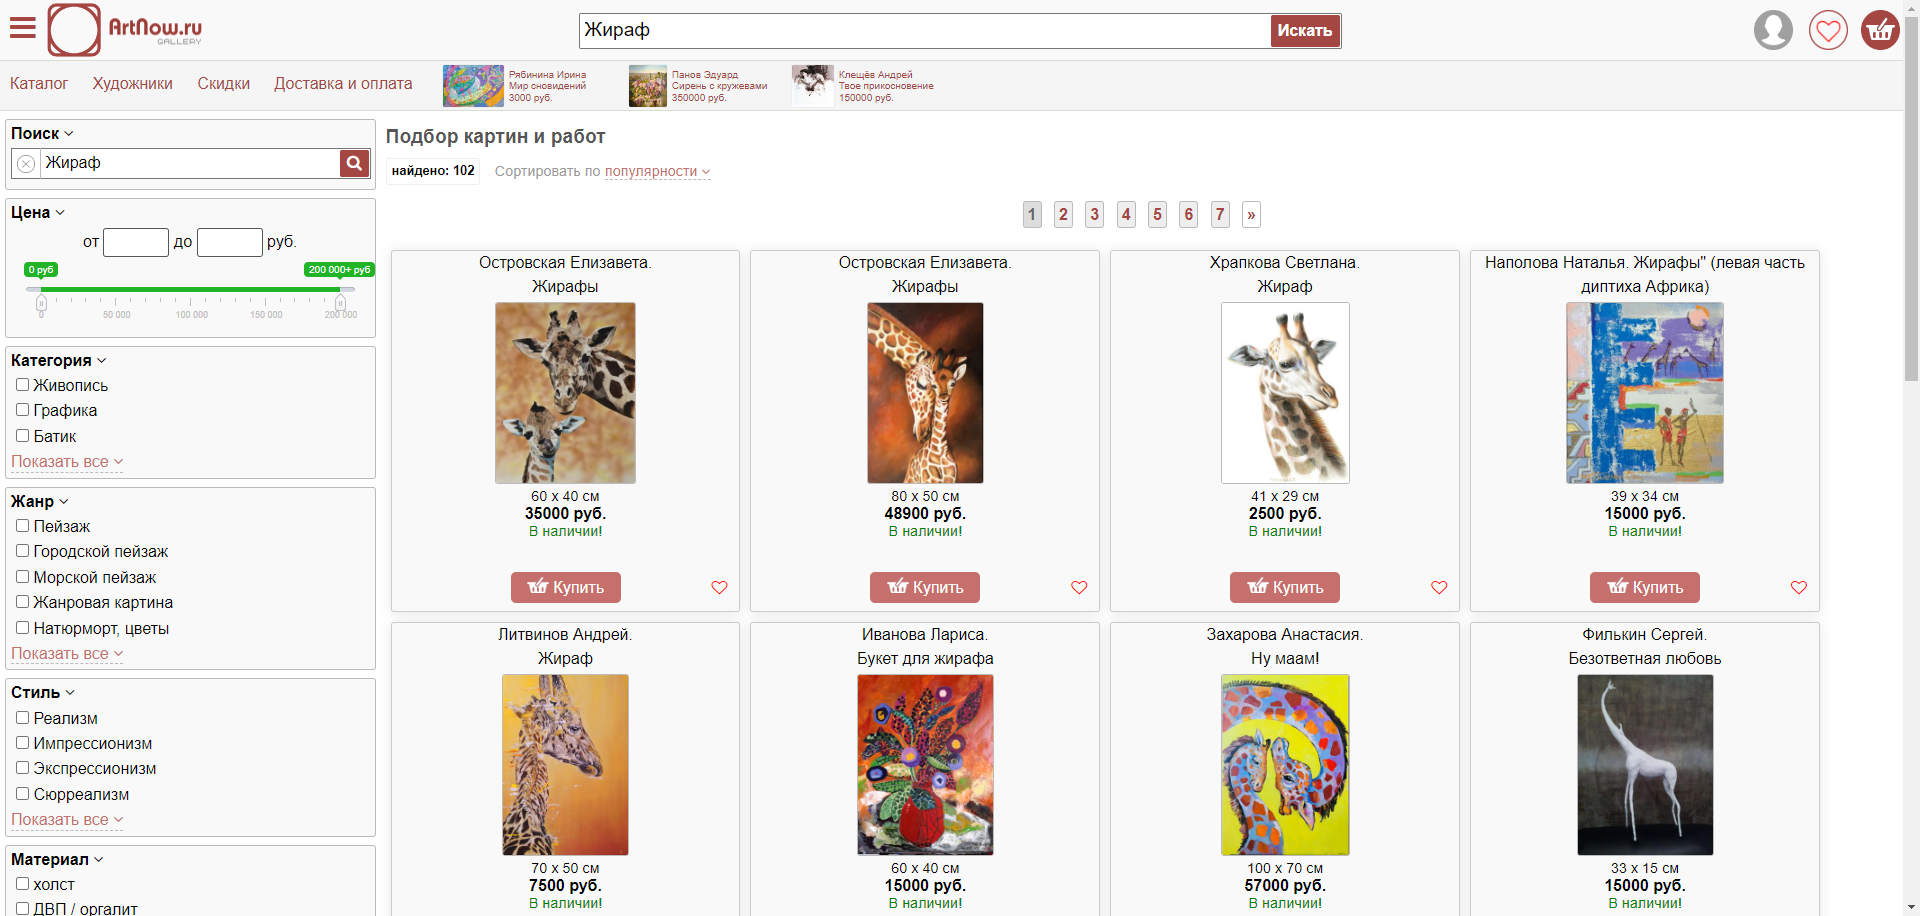 ArtNow.ru
GALLERY
Жираф
Искать
Каталог
Художники
Скидки
Доставка и оплата
Рябинина Ирина
Мир сновидений
3000 руб.
Панов Эдуард
Сирень с кружевами
350000 руб.
Клещёв Андрей
Твое прикосновение
150000 руб.
Поиск
Жираф
Цена
от до руб.
0 руб
200 000+ руб
0 50 000 100 000 150 000 200 000
Категория
Живопись
Графика
Батик
Показать все
Жанр
Пейзаж
Городской пейзаж
Морской пейзаж
Жанровая картина
Натюрморт, цветы
Показать все
Стиль
Реализм
Импрессионизм
Экспрессионизм
Сюрреализм
Показать все
Материал
холст
ДВП / оргалит
Подбор картин и работ
найдено: 102
Сортировать по популярности
1 2 3 4 5 6 7 »
Островская Елизавета.
Жирафы
60 x 40 см
35000 руб.
В наличии!
Купить
Островская Елизавета.
Жирафы
80 x 50 см
48900 руб.
В наличии!
Купить
Храпкова Светлана.
Жираф
41 x 29 см
2500 руб.
В наличии!
Купить
Наполова Наталья. Жирафы" (левая часть
диптиха Африка)
39 x 34 см
15000 руб.
В наличии!
Купить
Литвинов Андрей.
Жираф
70 x 50 см
7500 руб.
В наличии!
Иванова Лариса.
Букет для жирафа
60 x 40 см
15000 руб.
В наличии!
Захарова Анастасия.
Ну маам!
100 x 70 см
57000 руб.
В наличии!
Филькин Сергей.
Безответная любовь
33 x 15 см
15000 руб.
В наличии!